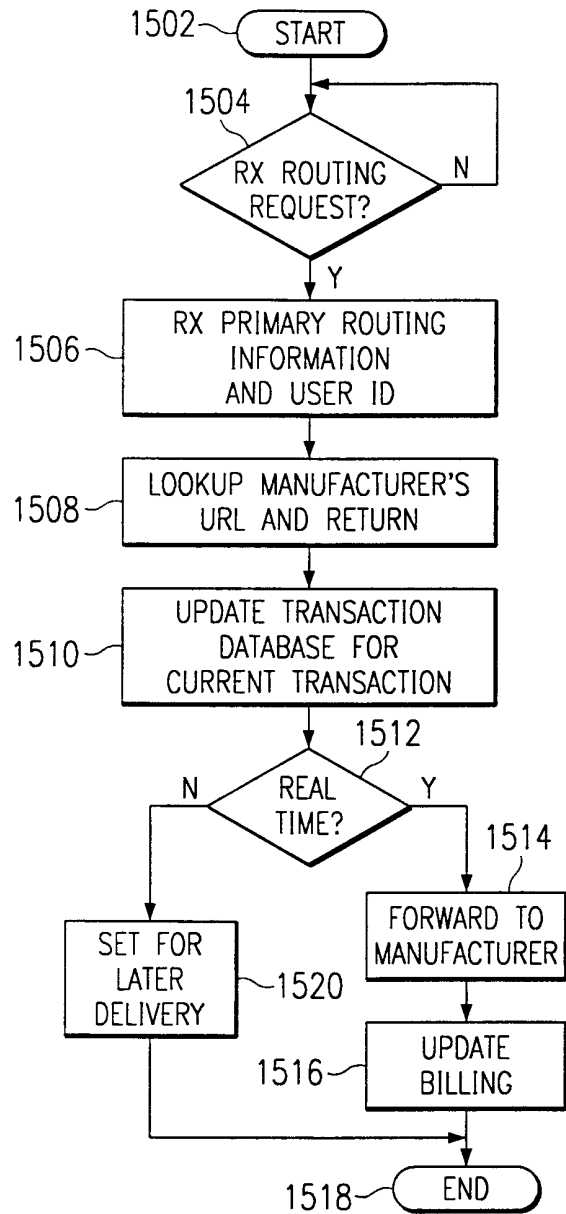 1502
START
1504
RX ROUTING
REQUEST?
N
Y
1506
RX PRIMARY ROUTING
INFORMATION
AND USER ID
1508
LOOKUP MANUFACTURER'S
URL AND RETURN
1510
UPDATE TRANSACTION
DATABASE FOR
CURRENT TRANSACTION
1512
N
REAL
TIME?
Y
1514
FORWARD TO
MANUFACTURER
SET FOR
LATER
DELIVERY
1520
1516
UPDATE
BILLING
1518
END